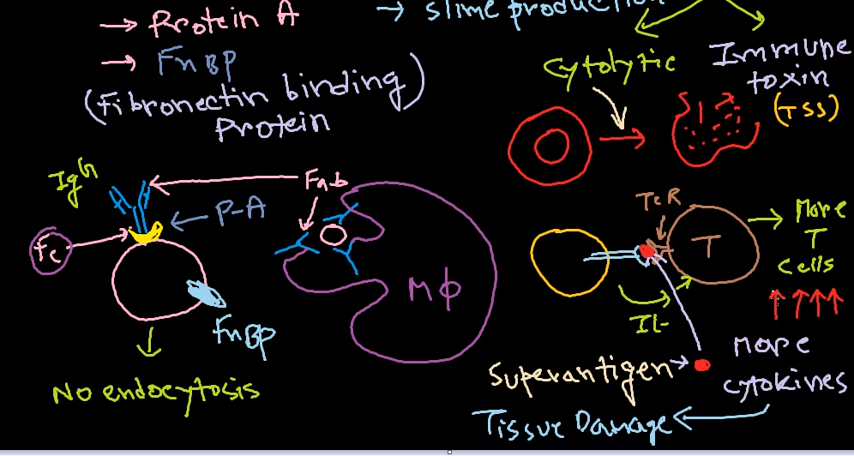 → Protein A
→ slime production
→ FnBP
(Fibronectin binding
Protein
)
Cytolytic
Immune
toxin
(TSS)
IgG
Fab
P-A
Fc
FnBP
No endocytosis
Mφ
TcR
T
More
T
cells
↑↑↑↑
Il-
Superantigen
More
cytokines
Tissue Damage